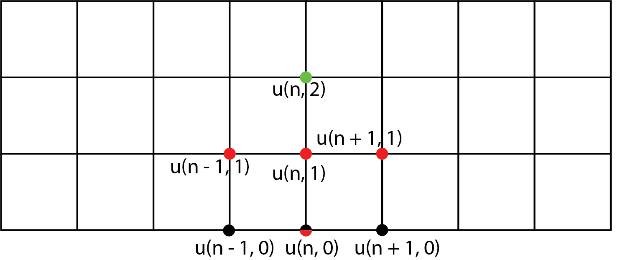 u(n, 2)
u(n + 1, 1)
u(n - 1, 1)
u(n, 1)
u(n - 1, 0) u(n, 0) u(n + 1, 0)